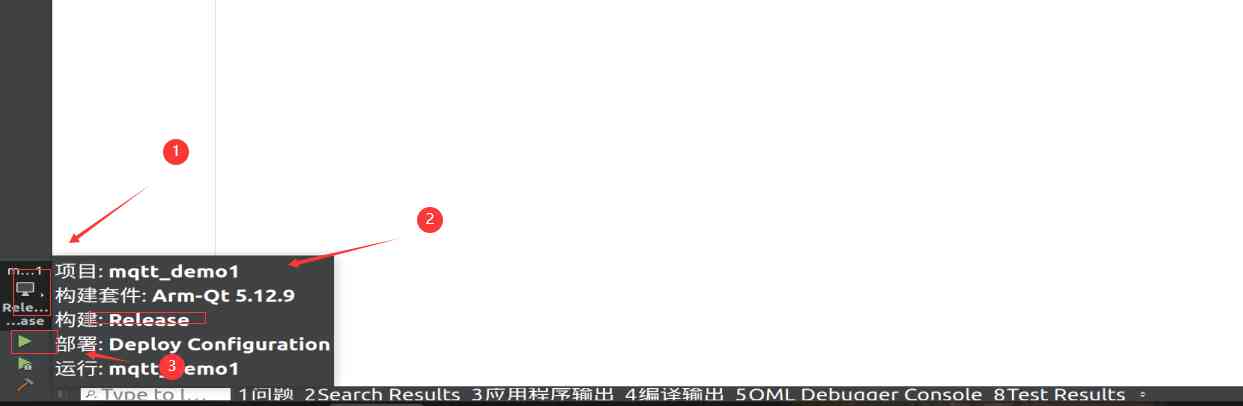 1
2
m...1
项目: mqtt_demo1
构建套件: Arm-Qt 5.12.9
Rele...
...ase
构建: Release
部署: Deploy Configuration
3
运行: mqtt_demo1
Type to l... 1问题 2Search Results 3应用程序输出 4编译输出 5QML Debugger Console 8Test Results